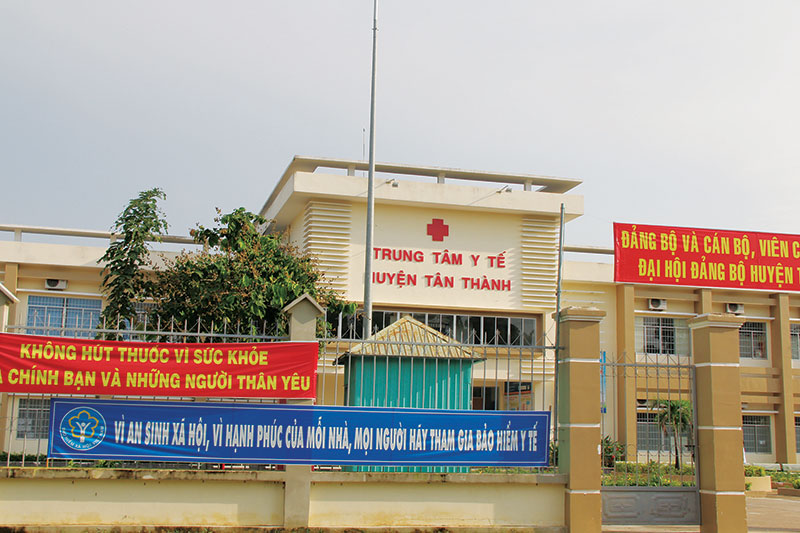 TRUNG TÂM Y TẾ
HUYỆN TÂN THÀNH
ĐẢNG BỘ VÀ CÁN BỘ, VIÊN
ĐẠI HỘI ĐẢNG BỘ HUYỆN
KHÔNG HÚT THUỐC VÌ SỨC KHỎE
CHÍNH BẠN VÀ NHỮNG NGƯỜI THÂN YÊU
VÌ AN SINH XÃ HỘI, VÌ HẠNH PHÚC CỦA MỖI NHÀ, MỌI NGƯỜI HÃY THAM GIA BẢO HIỂM Y TẾ